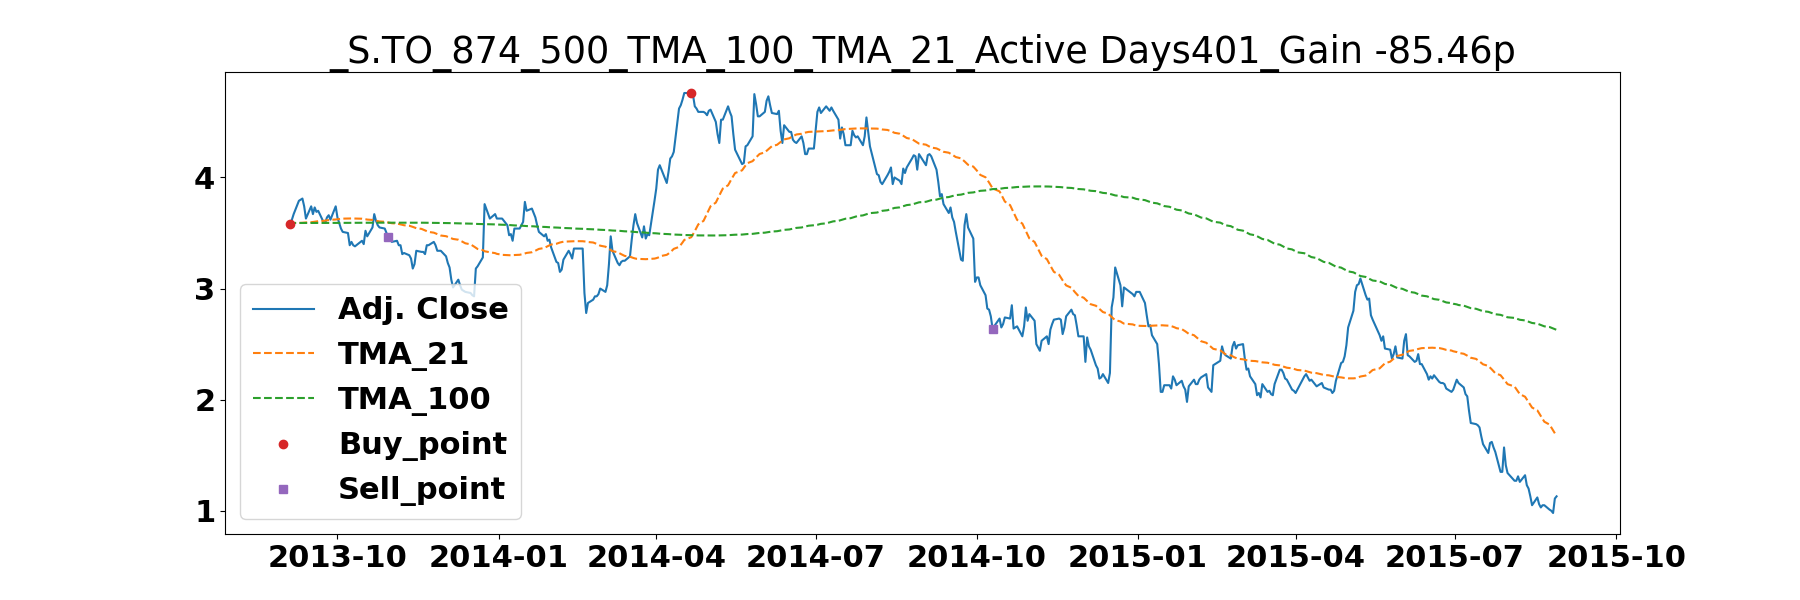 _S.TO_874_500_TMA_100_TMA_21_Active Days401_Gain -85.46p
4
3
2
1
Adj. Close
TMA_21
TMA_100
Buy_point
Sell_point
2013-10 2014-01 2014-04 2014-07 2014-10 2015-01 2015-04 2015-07 2015-10